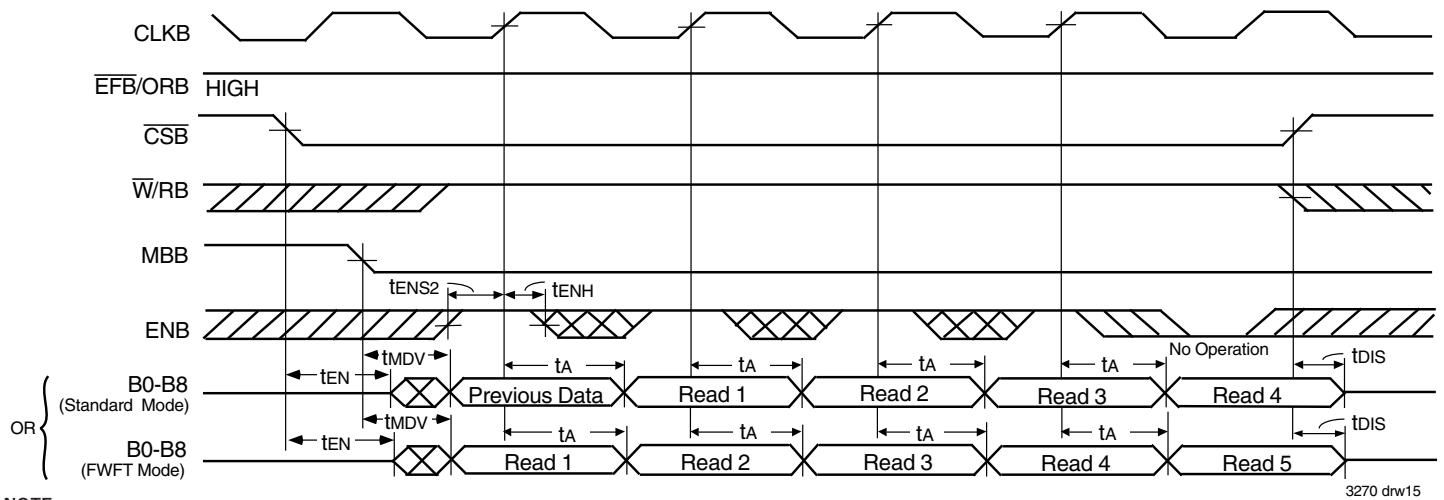 CLKB
EFB/ORB HIGH
CSB
W/RB
MBB
tENS2 tENH
ENB
No Operation
tMDV tA tA tA tA tDIS
tEN
B0-B8
(Standard Mode)
Previous Data Read 1 Read 2 Read 3 Read 4
OR
tMDV tA tA tA tA tDIS
tEN
B0-B8
(FWFT Mode)
Read 1 Read 2 Read 3 Read 4 Read 5
3270 drw15